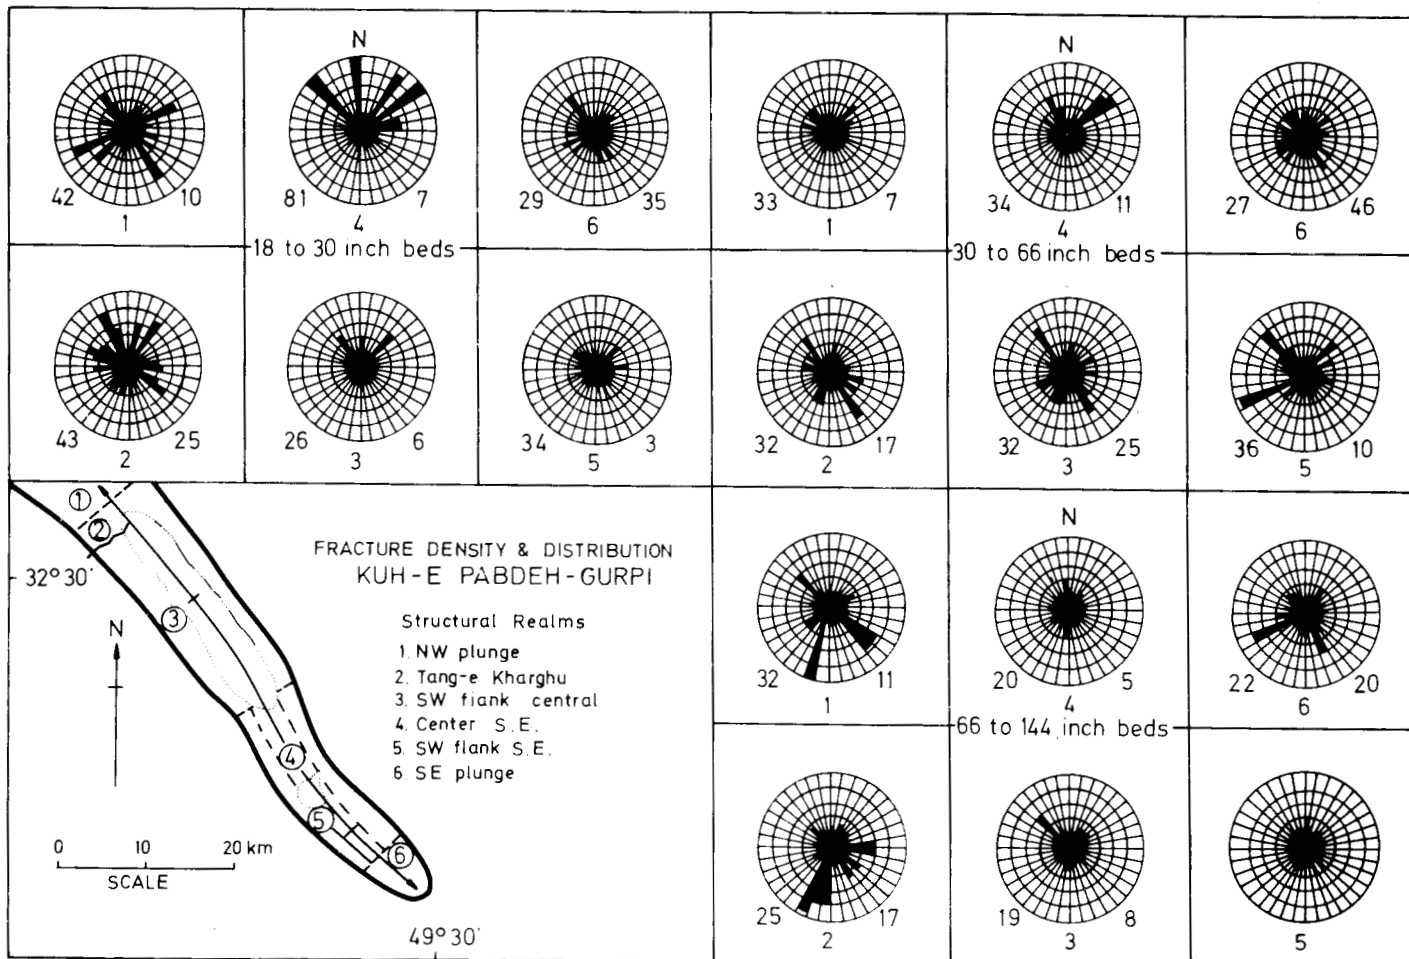 N
N
42 10
1
81 7
4
29 35
6
33 7
1
34 11
4
27 46
6
18 to 30 inch beds
30 to 66 inch beds
43 25
2
26 6
3
34 3
5
32 17
2
32 25
3
36 10
5
1
2
3
4
5
6
32°30'
N
0 10 20 km
SCALE
49°30'
FRACTURE DENSITY & DISTRIBUTION
KUH-E PABDEH-GURPI
Structural Realms
1. NW plunge
2. Tang-e Kharghu
3. SW flank central
4. Center S.E.
5. SW flank S.E.
6. SE plunge
N
32 11
1
20 5
4
22 20
6
66 to 144 inch beds
25 17
2
19 8
3
5